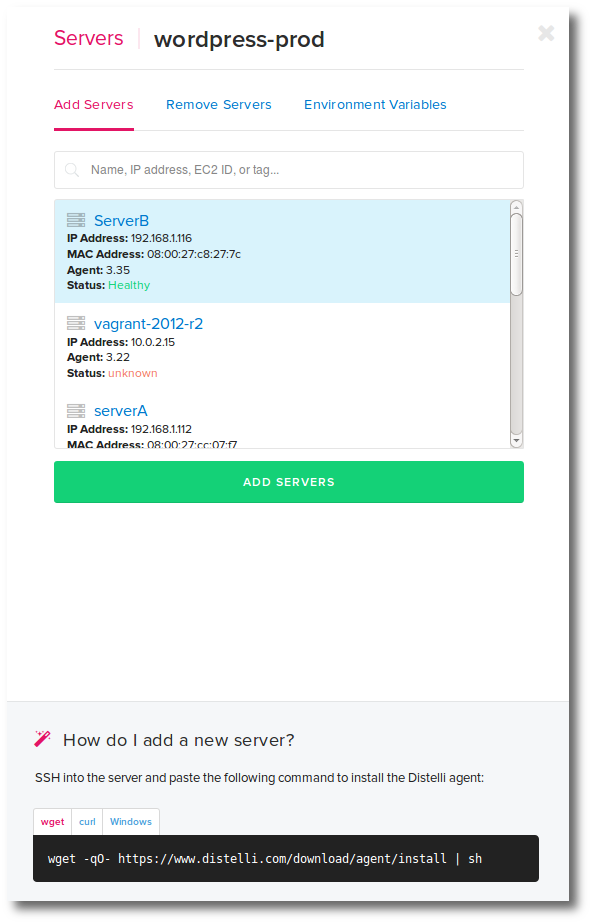 Servers wordpress-prod
Add Servers Remove Servers Environment Variables
Name, IP address, EC2 ID, or tag...
ServerB
IP Address: 192.168.1.116
MAC Address: 08:00:27:c8:27:7c
Agent: 3.35
Status: Healthy
vagrant-2012-r2
IP Address: 10.0.2.15
Agent: 3.22
Status: unknown
serverA
IP Address: 192.168.1.112
MAC Address: 08:00:27:cc:07:f7
ADD SERVERS
How do I add a new server?
SSH into the server and paste the following command to install the Distelli agent:
wget curl Windows
wget -qO- https://www.distelli.com/download/agent/install | sh